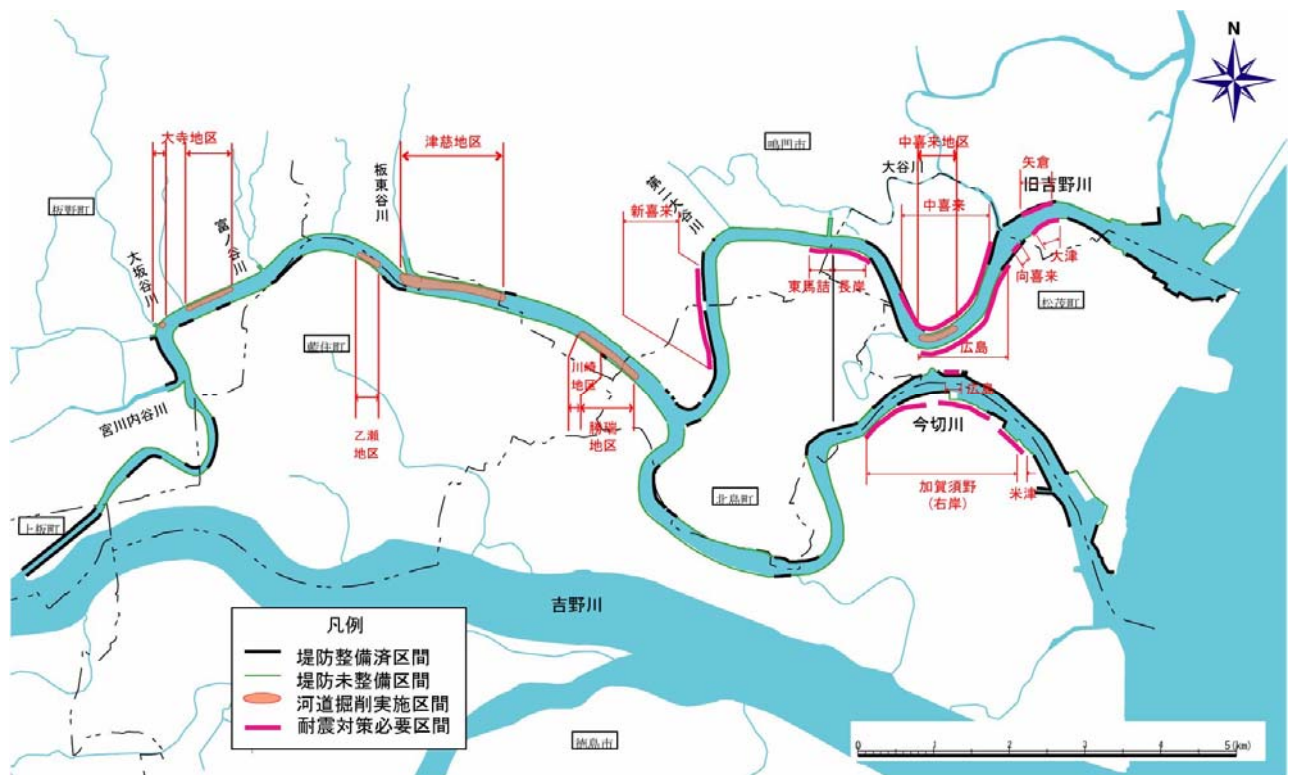 N
大寺地区
津慈地区
板東谷川
鳴門市
大谷川
中喜来地区
矢倉
旧吉野川
板野町
富ノ谷川
第二大谷川
新喜来
中喜来
大坂谷川
大津
向喜来
東馬詰
長岸
松茂町
藍住町
広島
川崎
地区
広島
宮川内谷川
乙瀬
地区
勝瑞
地区
今切川
北島町
加賀須野
(右岸)
米津
上板町
吉野川
凡例
堤防整備済区間
堤防未整備区間
河道掘削実施区間
耐震対策必要区間
徳島市
0 1 2 3 4 5(km)